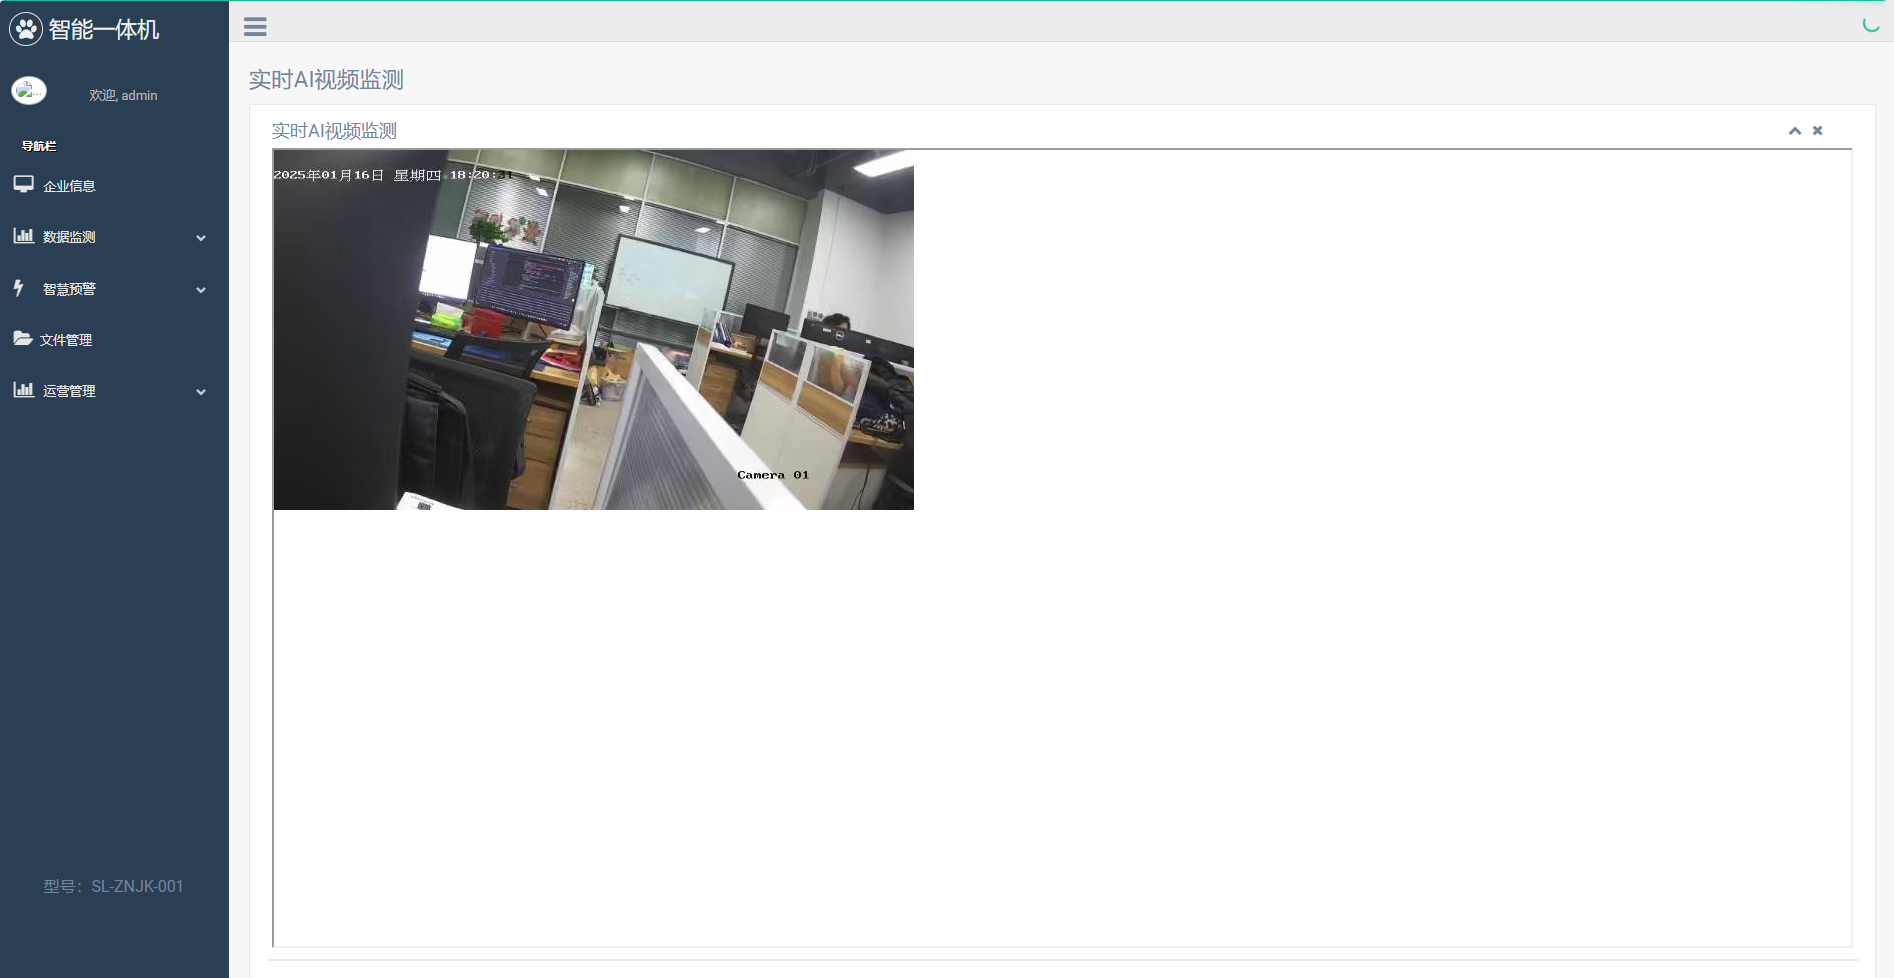 智能一体机
欢迎, admin
导航栏
企业信息
数据监测
智慧预警
文件管理
运营管理
型号：SL-ZNJK-001
实时AI视频监测
实时AI视频监测
2025年01月16日 星期四 18:20:31
Camera 01